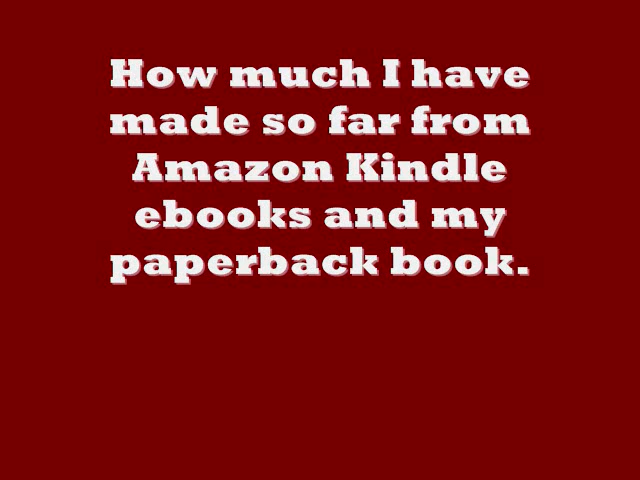 How much I have
made so far from
Amazon Kindle
ebooks and my
paperback book.